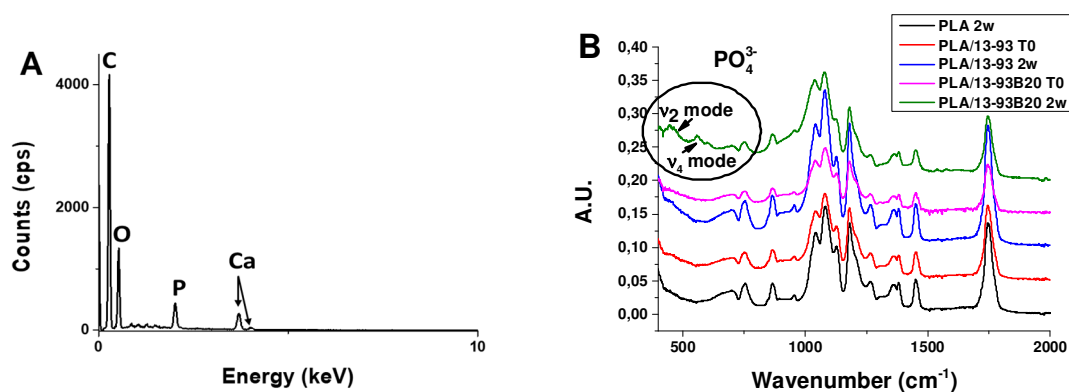 A
C
O
P
Ca
4000
2000
0
Counts (cps)
0
10
Energy (keV)
B
0,40
0,35
0,30
0,25
0,20
0,15
0,10
0,05
0,00
A.U.
PO₄³⁻
ν₂ mode
ν₄ mode
PLA 2w
PLA/13-93 T0
PLA/13-93 2w
PLA/13-93B20 T0
PLA/13-93B20 2w
500
1000
1500
2000
Wavenumber (cm⁻¹)